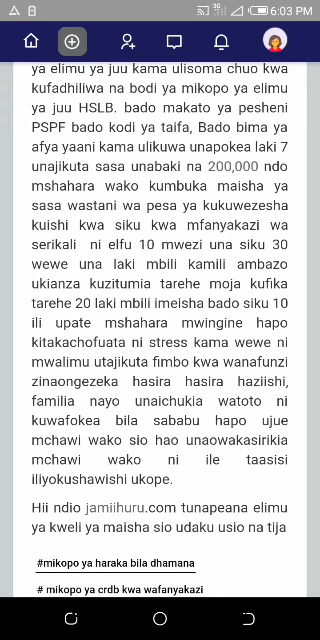 3G
6:03 PM
ya elimu ya juu kama ulisoma chuo kwa
kufadhiliwa na bodi ya mikopo ya elimu
ya juu HSLB. bado makato ya pesheni
PSPF bado kodi ya taifa, Bado bima ya
afya yaani kama ulikuwa unapokea laki 7
unajikuta sasa unabaki na 200,000 ndo
mshahara wako kumbuka maisha ya
sasa wastani wa pesa ya kukuwezesha
kuishi kwa siku kwa mfanyakazi wa
serikali ni elfu 10 mwezi una siku 30
wewe una laki mbili kamili ambazo
ukianza kuzitumia tarehe moja kufika
tarehe 20 laki mbili imeisha bado siku 10
ili upate mshahara mwingine hapo
kitakachofuata ni stress kama wewe ni
mwalimu utajikuta fimbo kwa wanafunzi
zinaongezeka hasira hasira haziishi,
familia nayo unaichukia watoto ni
kuwafokea bila sababu hapo ujue
mchawi wako sio hao unaowakasirikia
mchawi wako ni ile taasisi
iliyokushawishi ukope.
Hii ndio jamiihuru.com tunapeana elimu
ya kweli ya maisha sio udaku usio na tija
#mikopo ya haraka bila dhamana
# mikopo ya crdb kwa wafanyakazi